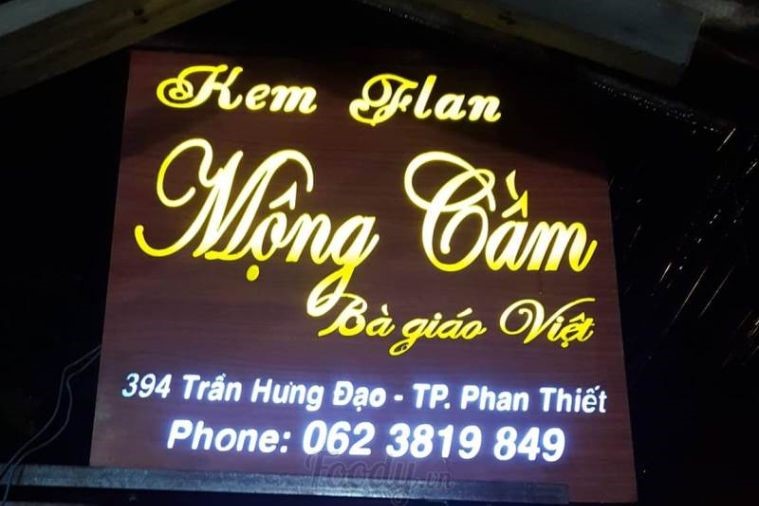 Kem Flan
Mộng Cầm
Bà giáo Việt
394 Trần Hưng Đạo - TP. Phan Thiết
Phone: 062 3819 849
Foody.vn